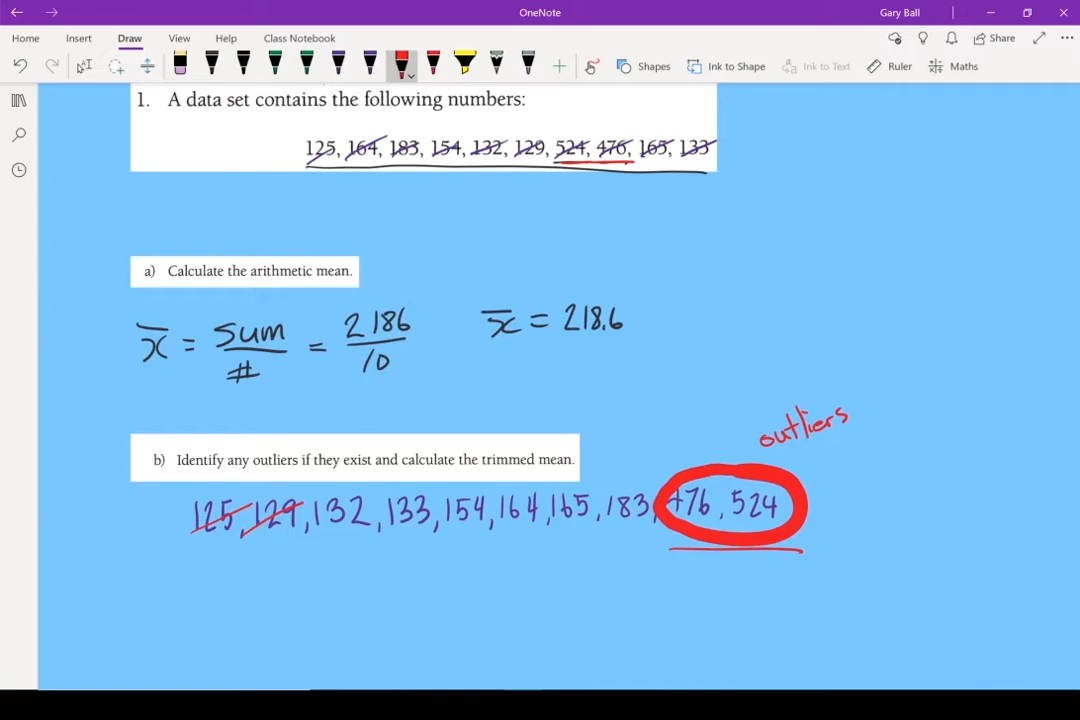 OneNote
Gary Ball
Home Insert Draw View Help Class Notebook
Share
Shapes Ink to Shape Ink to Text Ruler Maths
1. A data set contains the following numbers:
125, 164, 183, 154, 132, 129, 524, 476, 165, 133
a) Calculate the arithmetic mean.
x̄ = sum/# = 2186/10 x̄ = 218.6
outliers
b) Identify any outliers if they exist and calculate the trimmed mean.
125, 129, 132, 133, 154, 164, 165, 183, 476, 524